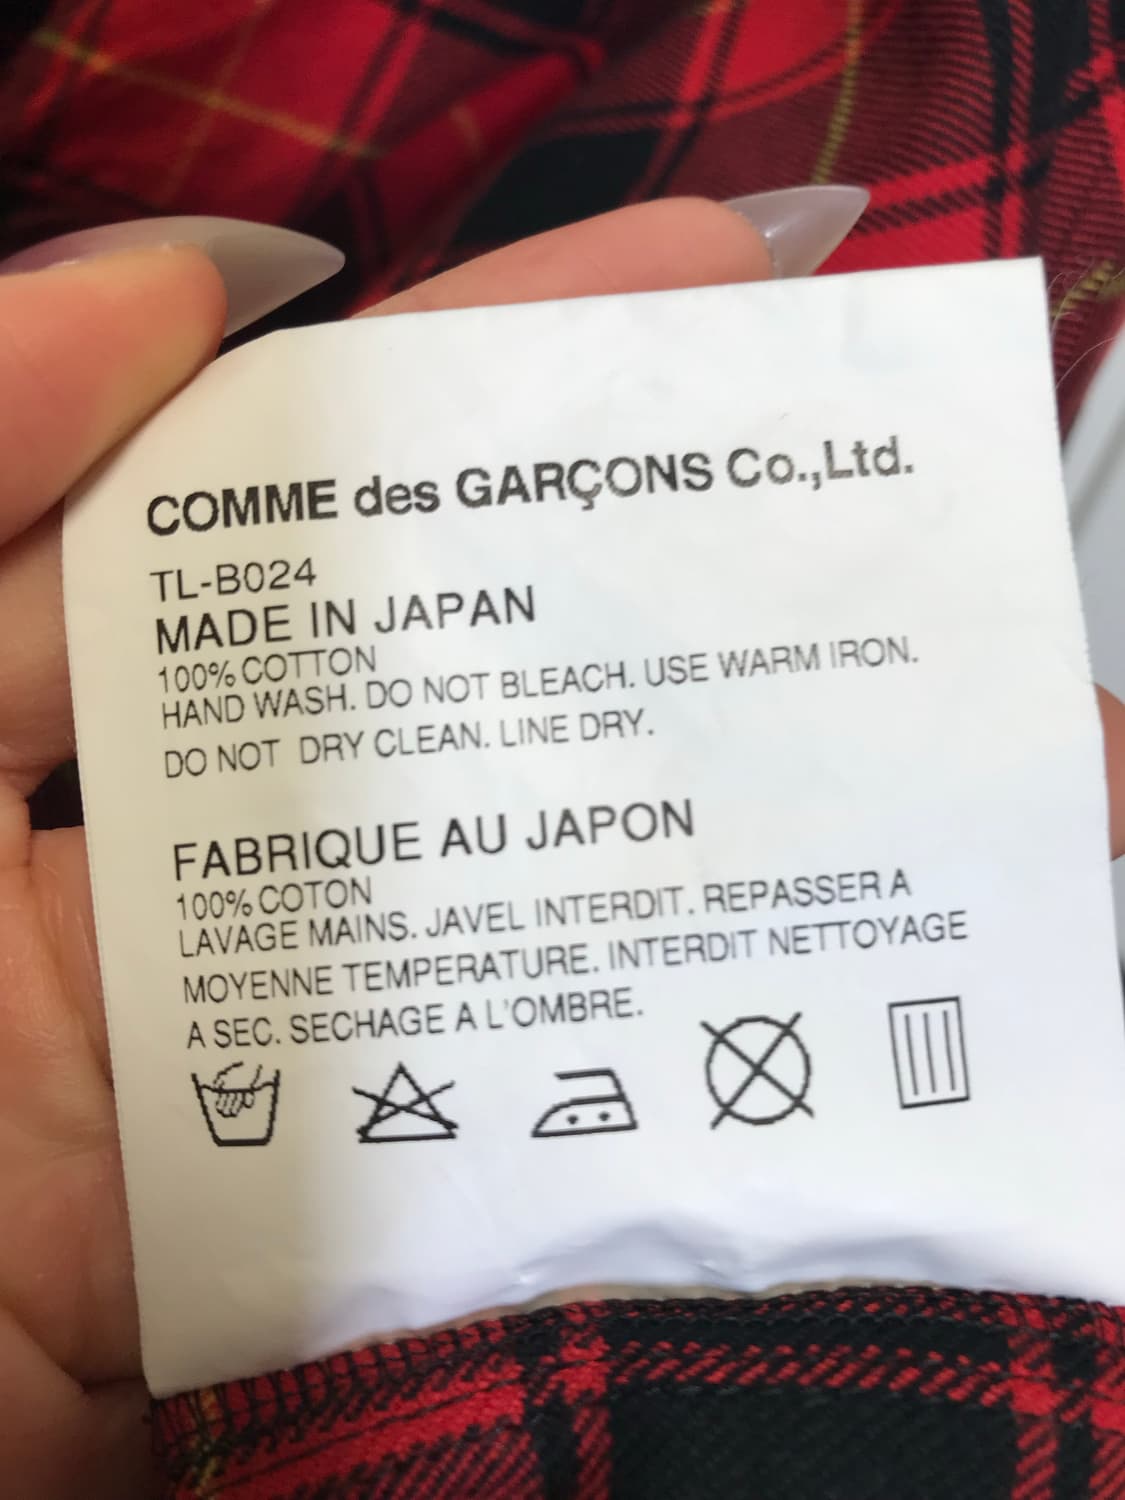 COMME des GARÇONS Co.,Ltd.
TL-B024
MADE IN JAPAN
100% COTTON
HAND WASH. DO NOT BLEACH. USE WARM IRON.
DO NOT DRY CLEAN. LINE DRY.
FABRIQUE AU JAPON
100% COTON
LAVAGE MAINS. JAVEL INTERDIT. REPASSER A
MOYENNE TEMPERATURE. INTERDIT NETTOYAGE
A SEC. SECHAGE A L'OMBRE.